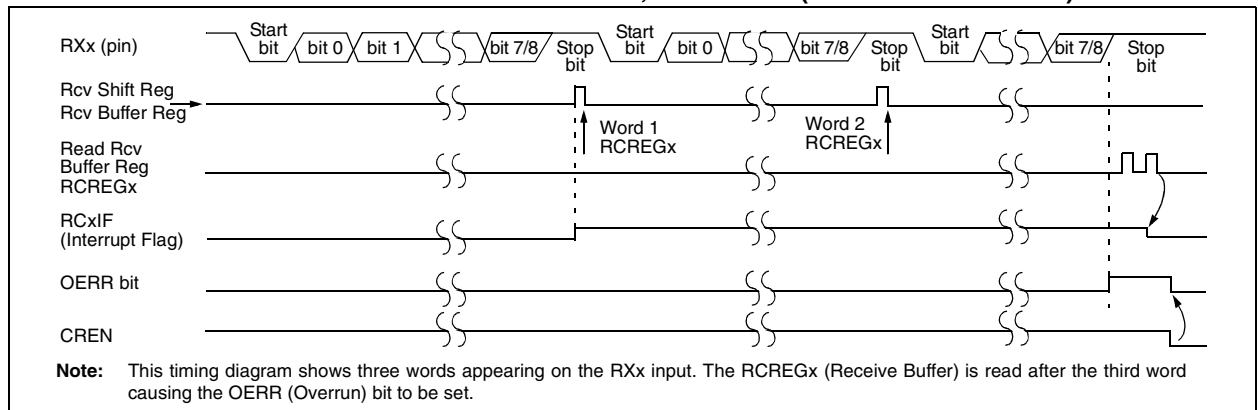 RXx (pin)
Start bit
bit 0
bit 1
bit 7/8
Stop bit
Start bit
bit 0
bit 7/8
Stop bit
Start bit
bit 7/8
Stop bit
Rcv Shift Reg
Rcv Buffer Reg
Word 1
RCREGx
Word 2
RCREGx
Read Rcv
Buffer Reg
RCREGx
RCxIF
(Interrupt Flag)
OERR bit
CREN
Note: This timing diagram shows three words appearing on the RXx input. The RCREGx (Receive Buffer) is read after the third word
causing the OERR (Overrun) bit to be set.